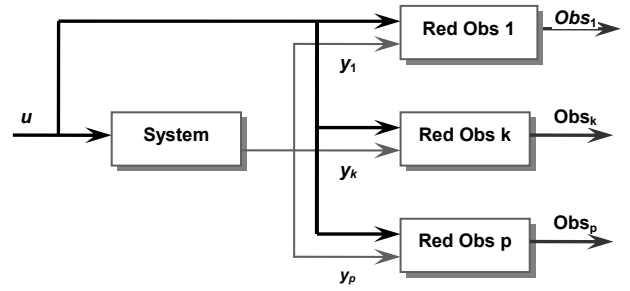 Red Obs 1
Obs₁
y₁
u
System
Red Obs k
Obsₖ
yₖ
Red Obs p
Obsₚ
yₚ